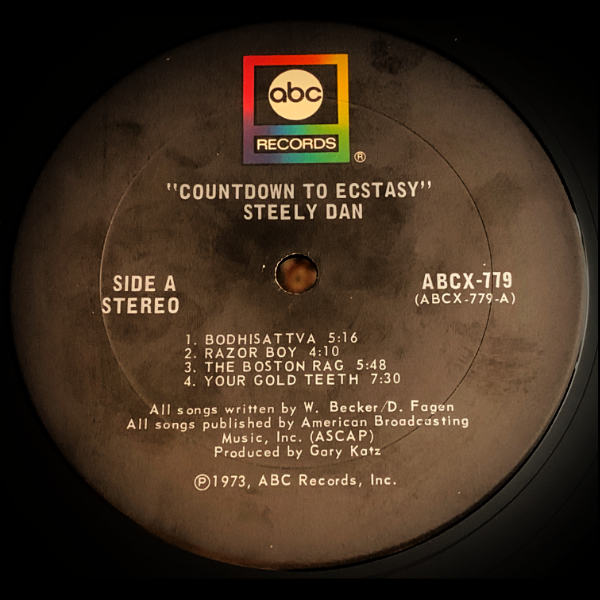 abc
RECORDS
®
"COUNTDOWN TO ECSTASY"
STEELY DAN
SIDE A
STEREO
ABCX-779
(ABCX-779-A)
1. BODHISATTVA 5:16
2. RAZOR BOY 4:10
3. THE BOSTON RAG 5:48
4. YOUR GOLD TEETH 7:30
All songs written by W. Becker/D. Fagen
All songs published by American Broadcasting
Music, Inc. (ASCAP)
Produced by Gary Katz
℗1973, ABC Records, Inc.